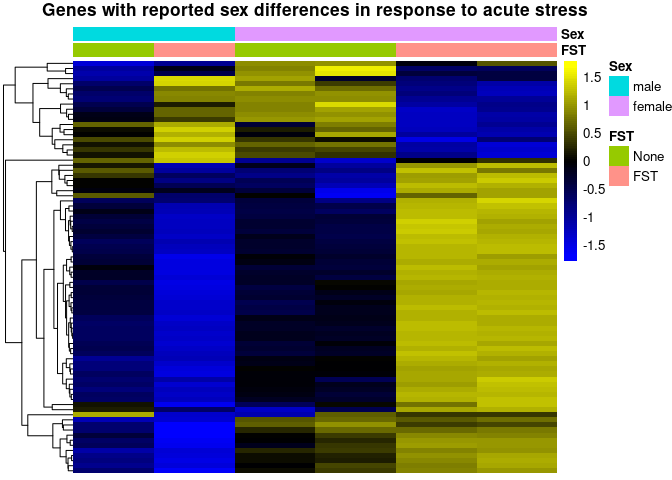 Genes with reported sex differences in response to acute stress
Sex
FST
Sex
male
female
FST
None
FST
1.5
1
0.5
0
-0.5
-1
-1.5